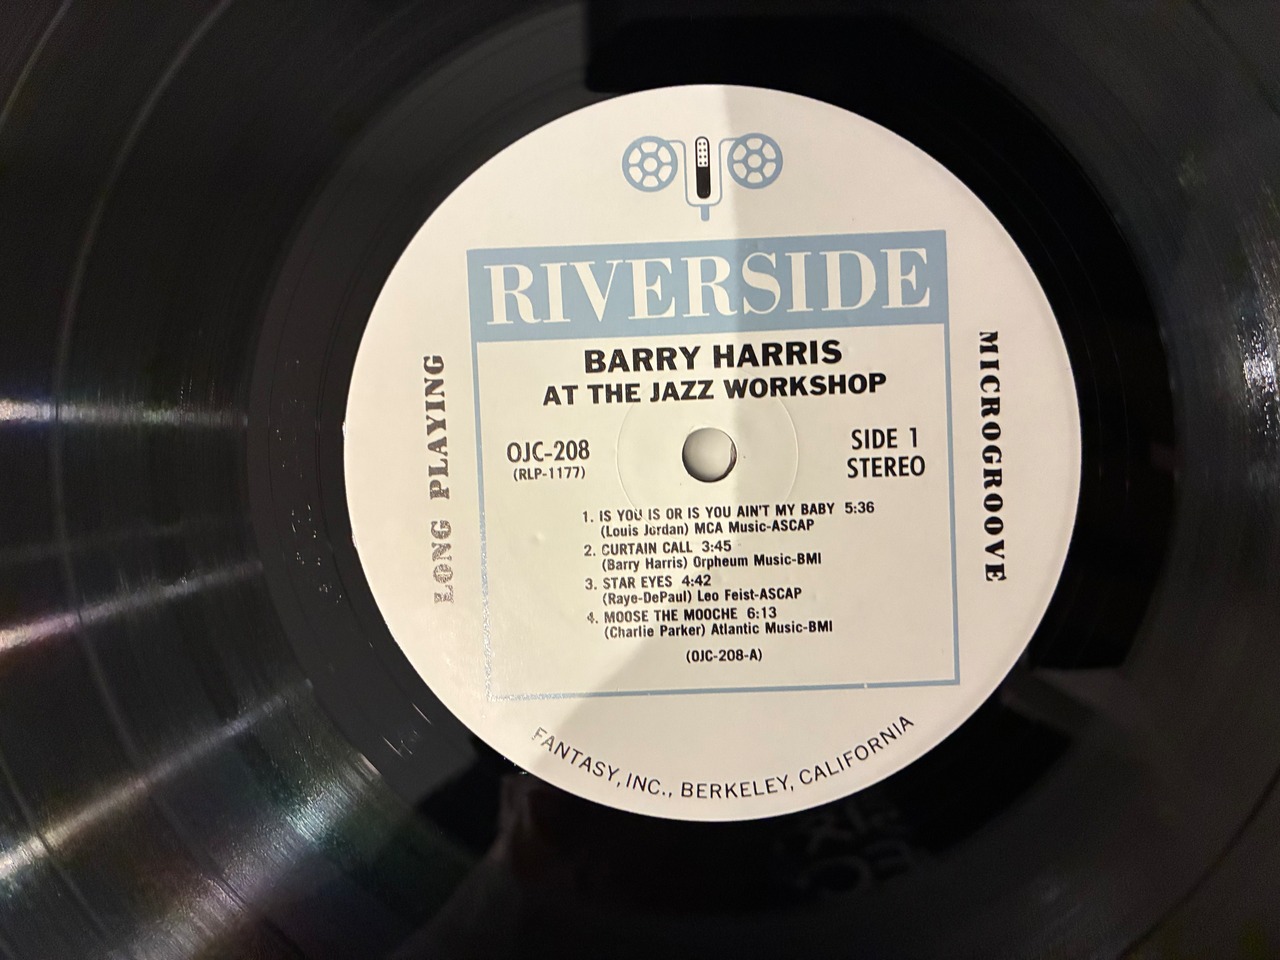 RIVERSIDE
BARRY HARRIS
AT THE JAZZ WORKSHOP
LONG PLAYING
MICROGROOVE
OJC-208
(RLP-1177)
SIDE 1
STEREO
1. IS YOU IS OR IS YOU AIN'T MY BABY 5:36
(Louis Jordan) MCA Music-ASCAP
2. CURTAIN CALL 3:45
(Barry Harris) Orpheum Music-BMI
3. STAR EYES 4:42
(Raye-DePaul) Leo Feist-ASCAP
4. MOOSE THE MOOCHE 6:13
(Charlie Parker) Atlantic Music-BMI
(OJC-208-A)
FANTASY, INC., BERKELEY, CALIFORNIA